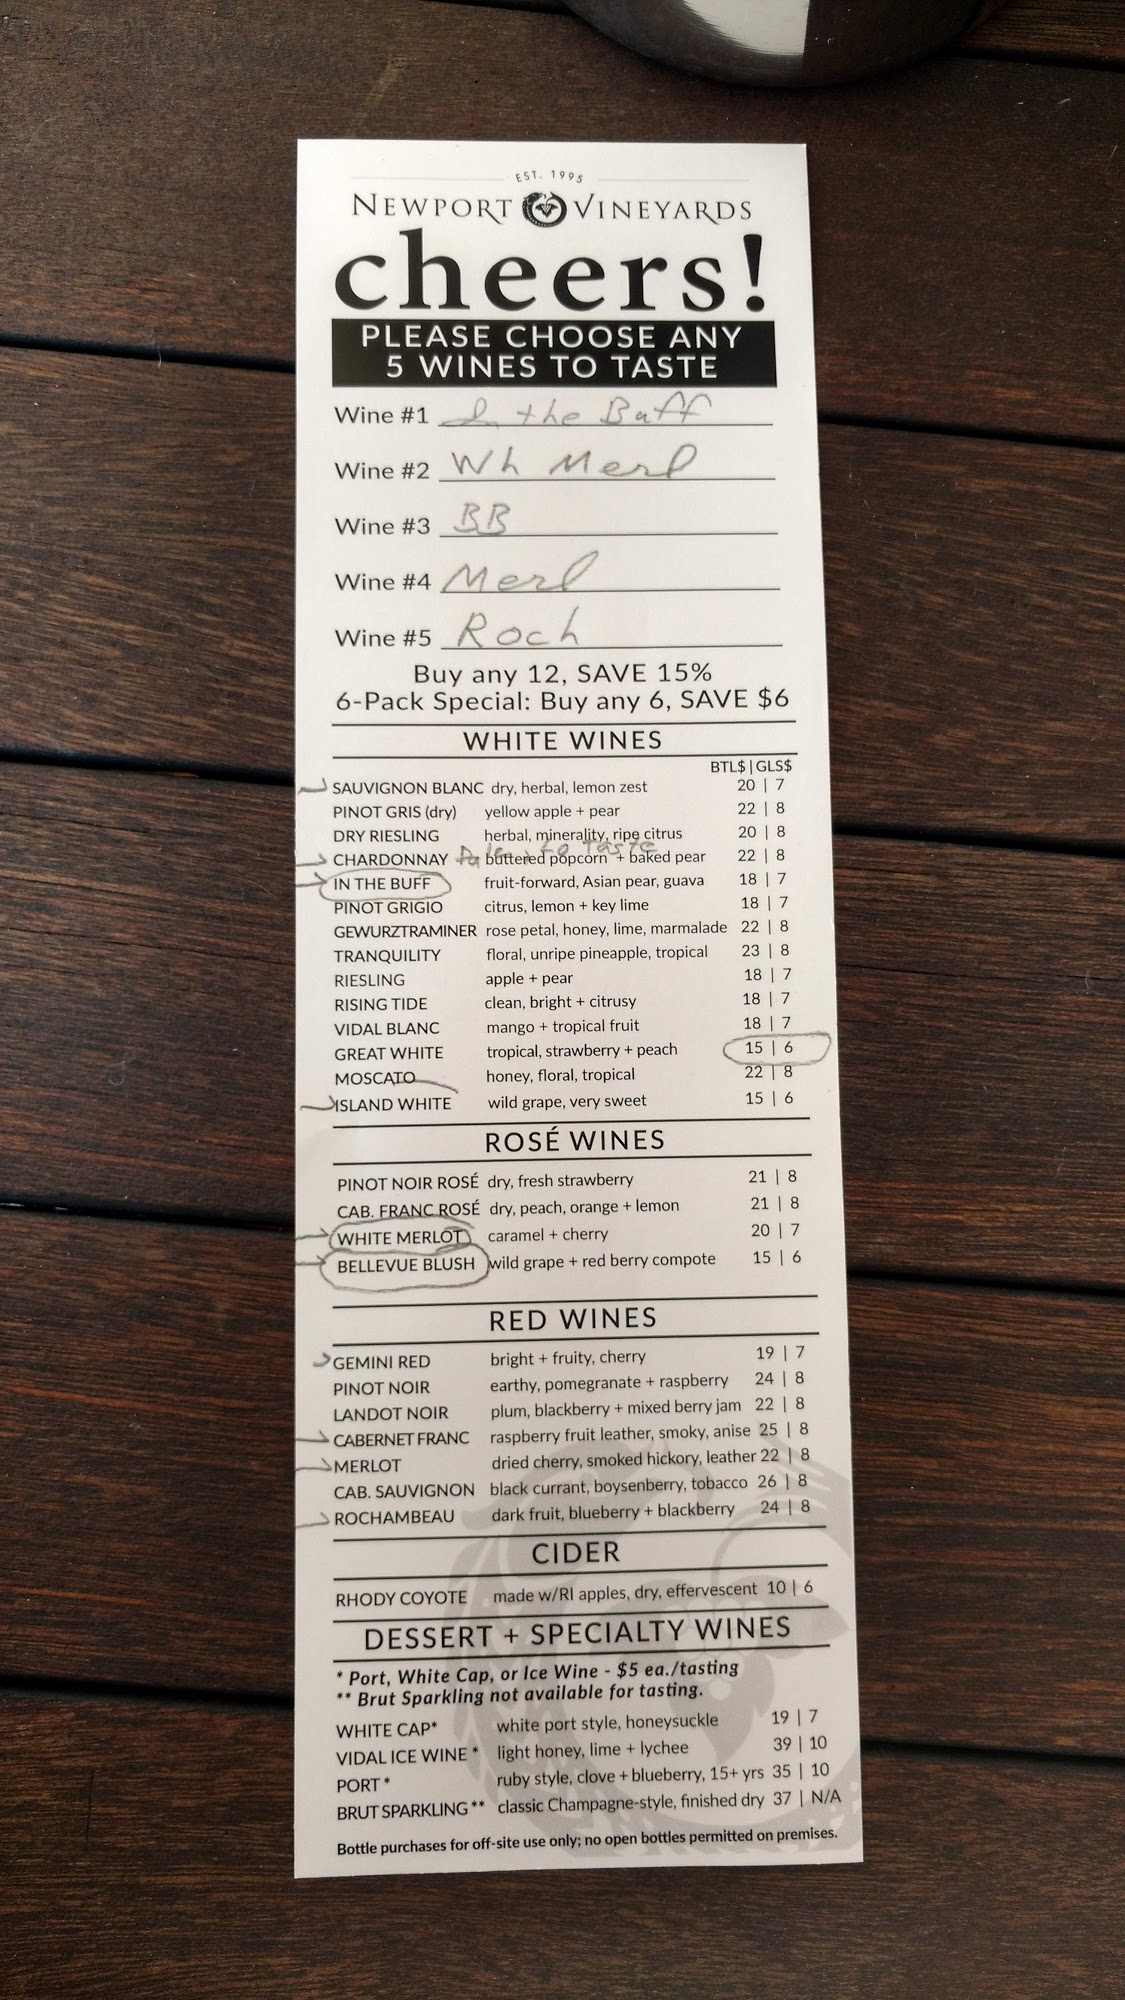 EST. 1995
NEWPORT VINEYARDS
cheers!
PLEASE CHOOSE ANY
5 WINES TO TASTE
Wine #1 In the Buff
Wine #2 Wh Merl
Wine #3 BB
Wine #4 Merl
Wine #5 Roch
Buy any 12, SAVE 15%
6-Pack Special: Buy any 6, SAVE $6
WHITE WINES
BTL$|GLS$
SAUVIGNON BLANC dry, herbal, lemon zest 20 | 7
PINOT GRIS (dry) yellow apple + pear 22 | 8
DRY RIESLING herbal, minerality, ripe citrus 20 | 8
to taste
CHARDONNAY buttered popcorn + baked pear 22 | 8
IN THE BUFF fruit-forward, Asian pear, guava 18 | 7
PINOT GRIGIO citrus, lemon + key lime 18 | 7
GEWURZTRAMINER rose petal, honey, lime, marmalade 22 | 8
TRANQUILITY floral, unripe pineapple, tropical 23 | 8
RIESLING apple + pear 18 | 7
RISING TIDE clean, bright + citrusy 18 | 7
VIDAL BLANC mango + tropical fruit 18 | 7
GREAT WHITE tropical, strawberry + peach 15 | 6
MOSCATO honey, floral, tropical 22 | 8
ISLAND WHITE wild grape, very sweet 15 | 6
ROSÉ WINES
PINOT NOIR ROSÉ dry, fresh strawberry 21 | 8
CAB. FRANC ROSÉ dry, peach, orange + lemon 21 | 8
WHITE MERLOT caramel + cherry 20 | 7
BELLEVUE BLUSH wild grape + red berry compote 15 | 6
RED WINES
GEMINI RED bright + fruity, cherry 19 | 7
PINOT NOIR earthy, pomegranate + raspberry 24 | 8
LANDOT NOIR plum, blackberry + mixed berry jam 22 | 8
CABERNET FRANC raspberry fruit leather, smoky, anise 25 | 8
MERLOT dried cherry, smoked hickory, leather 22 | 8
CAB. SAUVIGNON black currant, boysenberry, tobacco 26 | 8
ROCHAMBEAU dark fruit, blueberry + blackberry 24 | 8
CIDER
RHODY COYOTE made w/RI apples, dry, effervescent 10 | 6
DESSERT + SPECIALTY WINES
* Port, White Cap, or Ice Wine - $5 ea./tasting
** Brut Sparkling not available for tasting.
WHITE CAP* white port style, honeysuckle 19 | 7
VIDAL ICE WINE * light honey, lime + lychee 39 | 10
PORT * ruby style, clove + blueberry, 15+ yrs 35 | 10
BRUT SPARKLING ** classic Champagne-style, finished dry 37 | N/A
Bottle purchases for off-site use only; no open bottles permitted on premises.